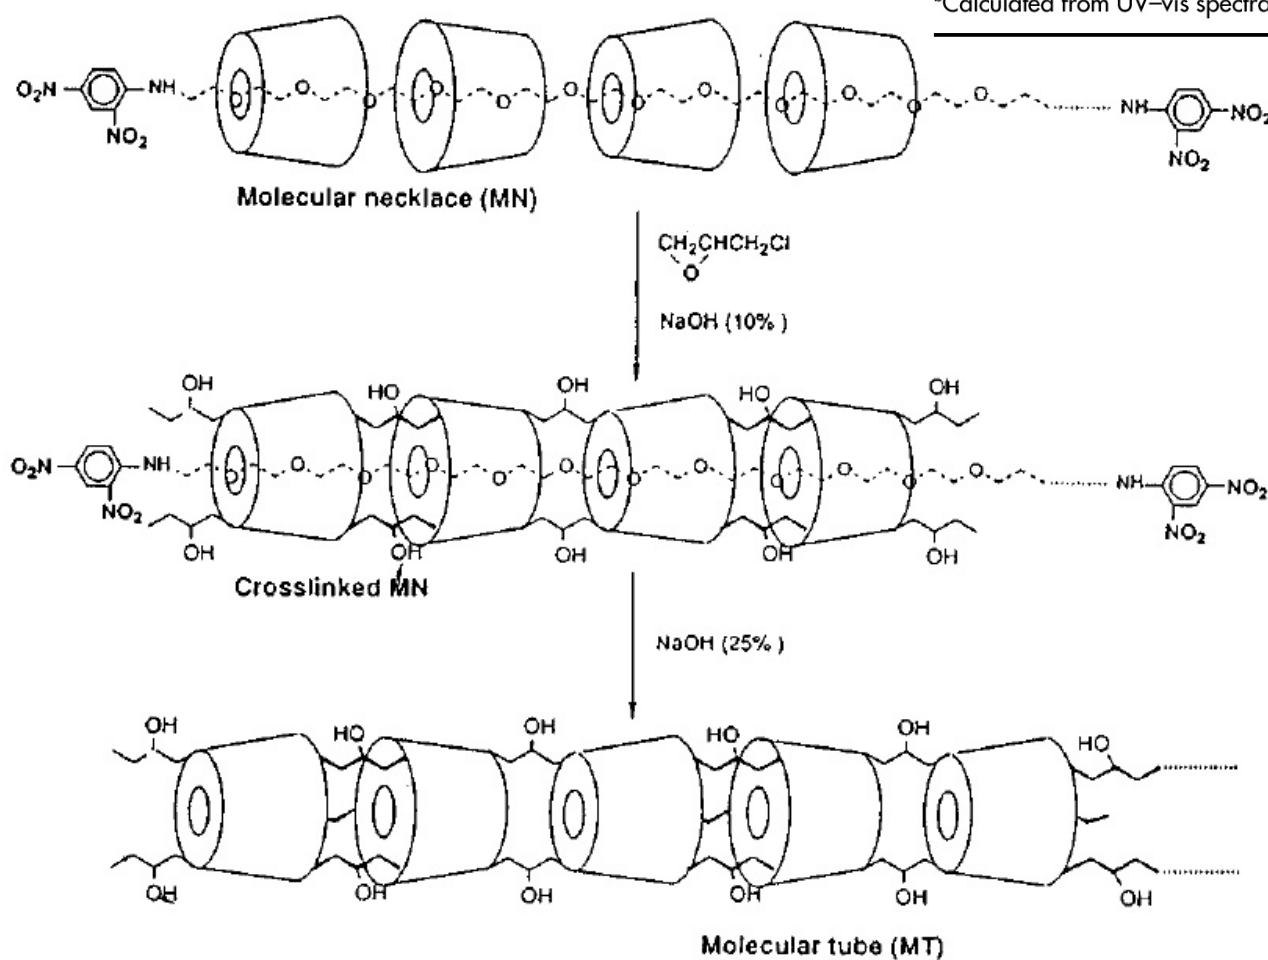 Calculated from UV–vis spectra
O₂N NH O O O O O O O O O O O O NH NO₂
NO₂ NO₂
Molecular necklace (MN)
CH₂CHCH₂Cl
O
NaOH (10%)
OH HO OH HO OH
O₂N NH O O O O O O O O O O O O NH NO₂
NO₂ NO₂
OH OH OH OH OH
Crosslinked MN
NaOH (25%)
OH HO OH HO OH HO
OH OH OH OH OH OH
Molecular tube (MT)